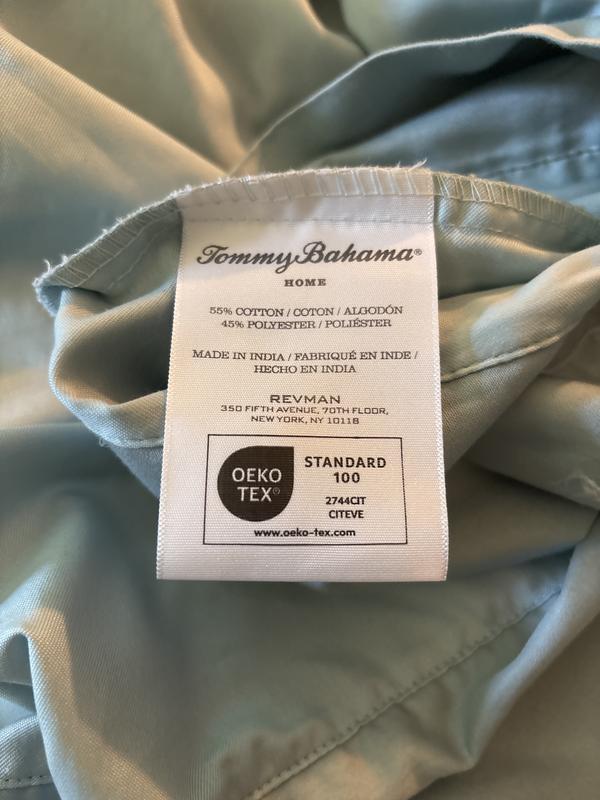 Tommy Bahama®
HOME
55% COTTON / COTON / ALGODÓN
45% POLYESTER / POLIÉSTER
MADE IN INDIA / FABRIQUÉ EN INDE /
HECHO EN INDIA
REVMAN
350 FIFTH AVENUE, 70TH FLOOR,
NEW YORK, NY 10118
OEKO
TEX®
STANDARD
100
2744CIT
CITEVE
www.oeko-tex.com